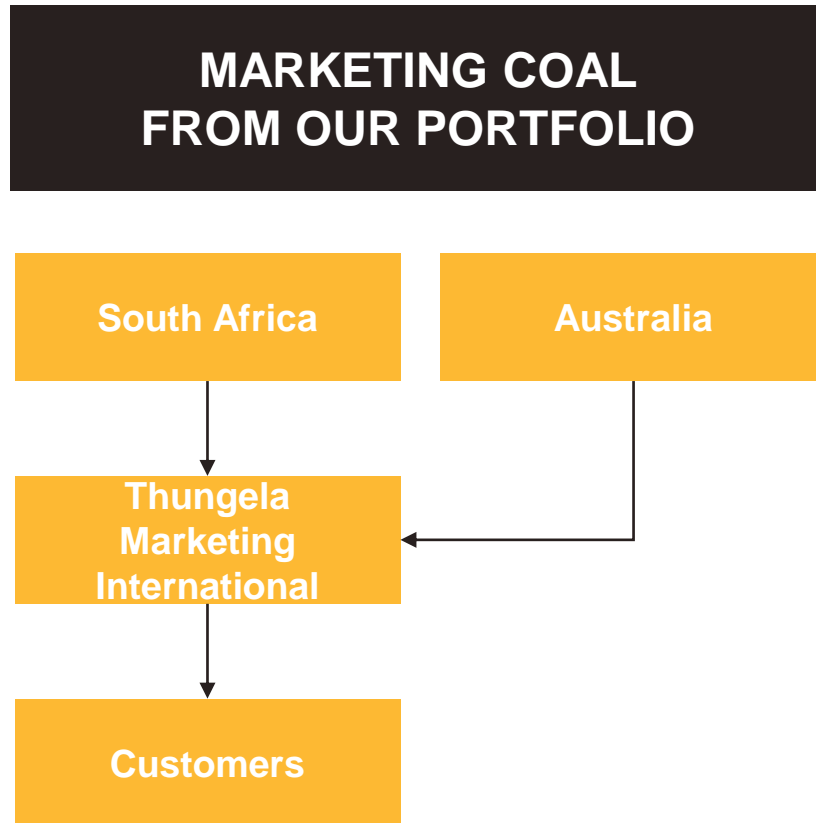 MARKETING COAL
FROM OUR PORTFOLIO
South Africa
Australia
Thungela
Marketing
International
Customers